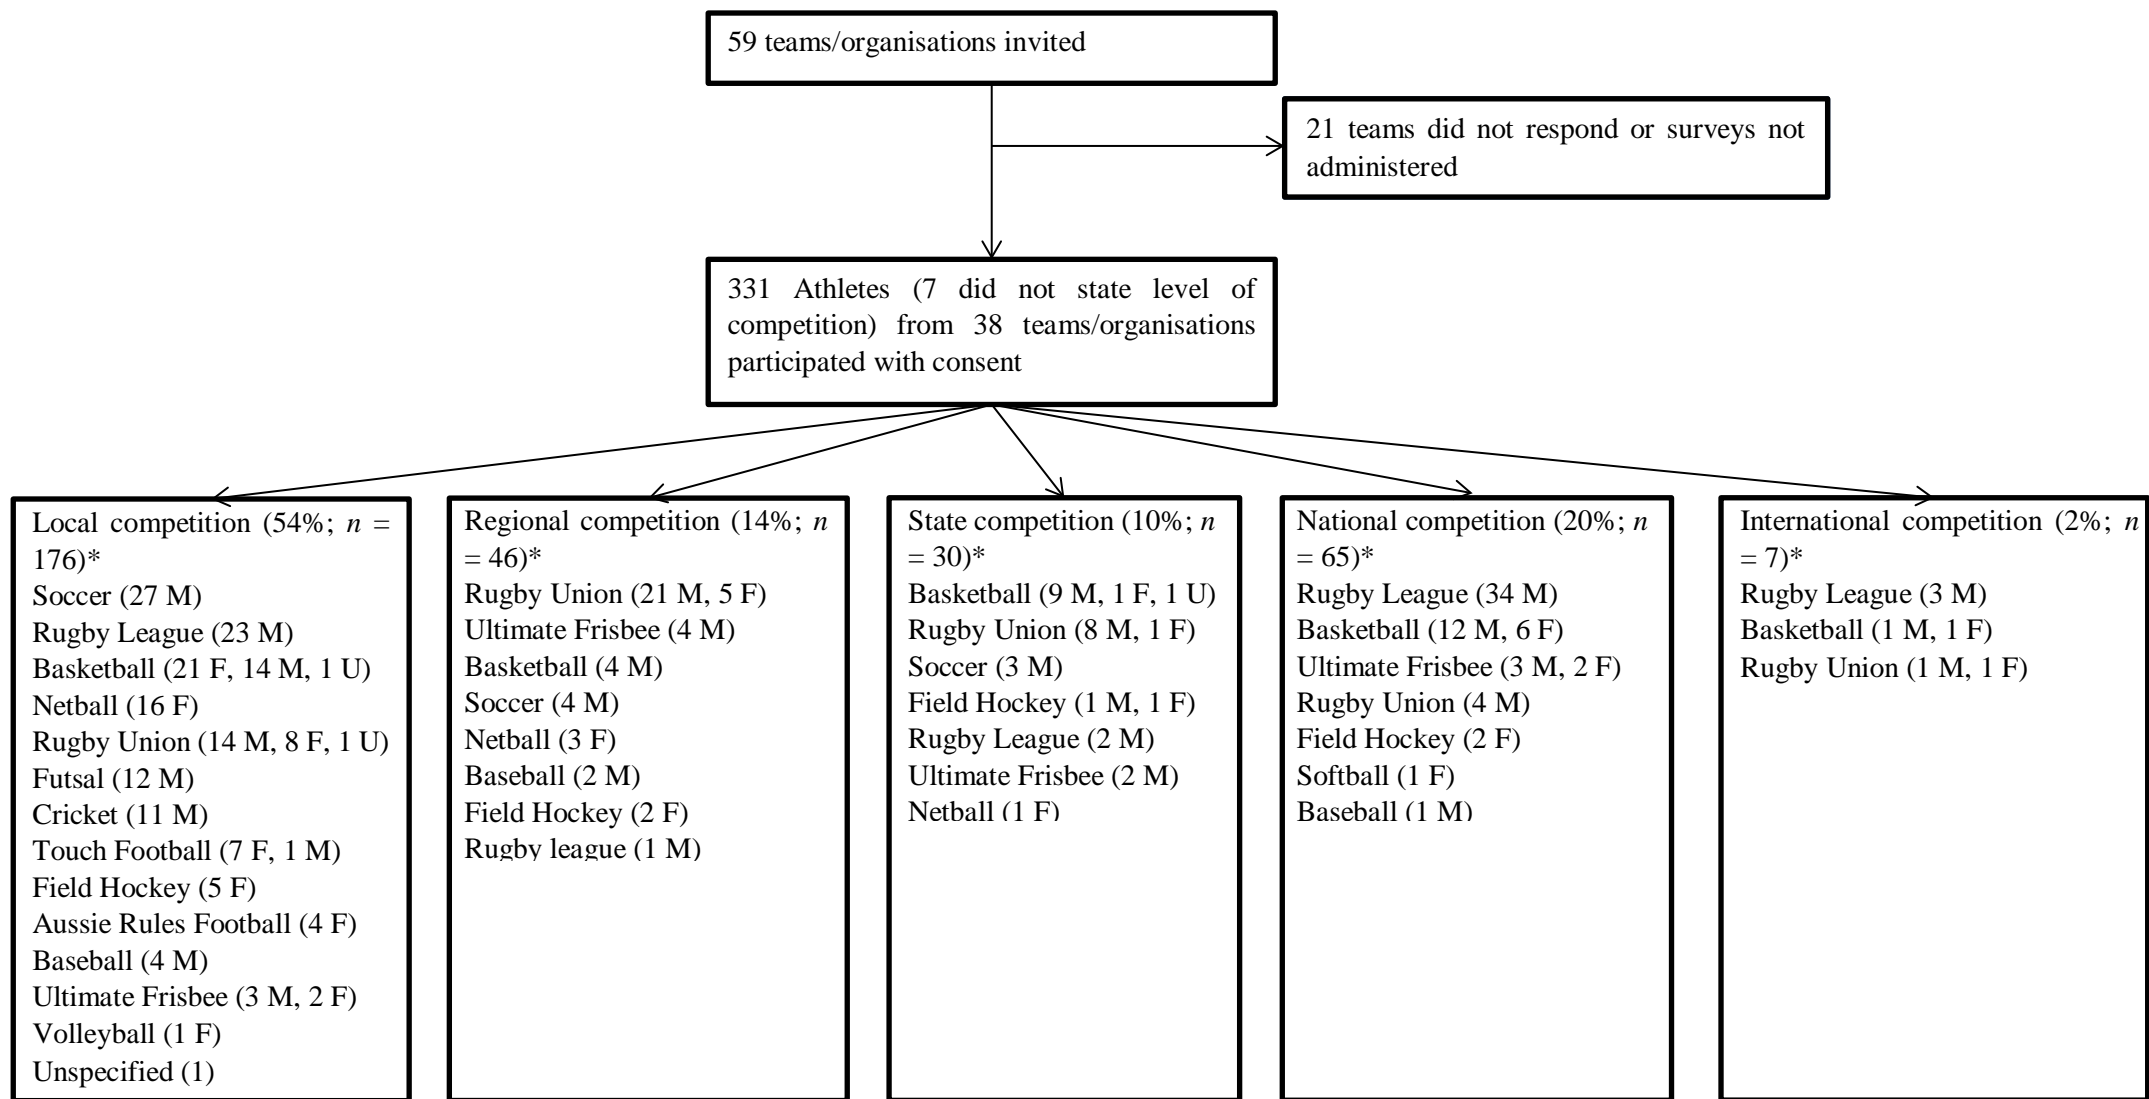 59 teams/organisations invited
21 teams did not respond or surveys not
administered
331 Athletes (7 did not state level of
competition) from 38 teams/organisations
participated with consent
Local competition (54%; n =
176)*
Soccer (27 M)
Rugby League (23 M)
Basketball (21 F, 14 M, 1 U)
Netball (16 F)
Rugby Union (14 M, 8 F, 1 U)
Futsal (12 M)
Cricket (11 M)
Touch Football (7 F, 1 M)
Field Hockey (5 F)
Aussie Rules Football (4 F)
Baseball (4 M)
Ultimate Frisbee (3 M, 2 F)
Volleyball (1 F)
Unspecified (1)
Regional competition (14%; n
= 46)*
Rugby Union (21 M, 5 F)
Ultimate Frisbee (4 M)
Basketball (4 M)
Soccer (4 M)
Netball (3 F)
Baseball (2 M)
Field Hockey (2 F)
Rugby league (1 M)
State competition (10%; n
= 30)*
Basketball (9 M, 1 F, 1 U)
Rugby Union (8 M, 1 F)
Soccer (3 M)
Field Hockey (1 M, 1 F)
Rugby League (2 M)
Ultimate Frisbee (2 M)
Netball (1 F)
National competition (20%; n
= 65)*
Rugby League (34 M)
Basketball (12 M, 6 F)
Ultimate Frisbee (3 M, 2 F)
Rugby Union (4 M)
Field Hockey (2 F)
Softball (1 F)
Baseball (1 M)
International competition (2%; n
= 7)*
Rugby League (3 M)
Basketball (1 M, 1 F)
Rugby Union (1 M, 1 F)